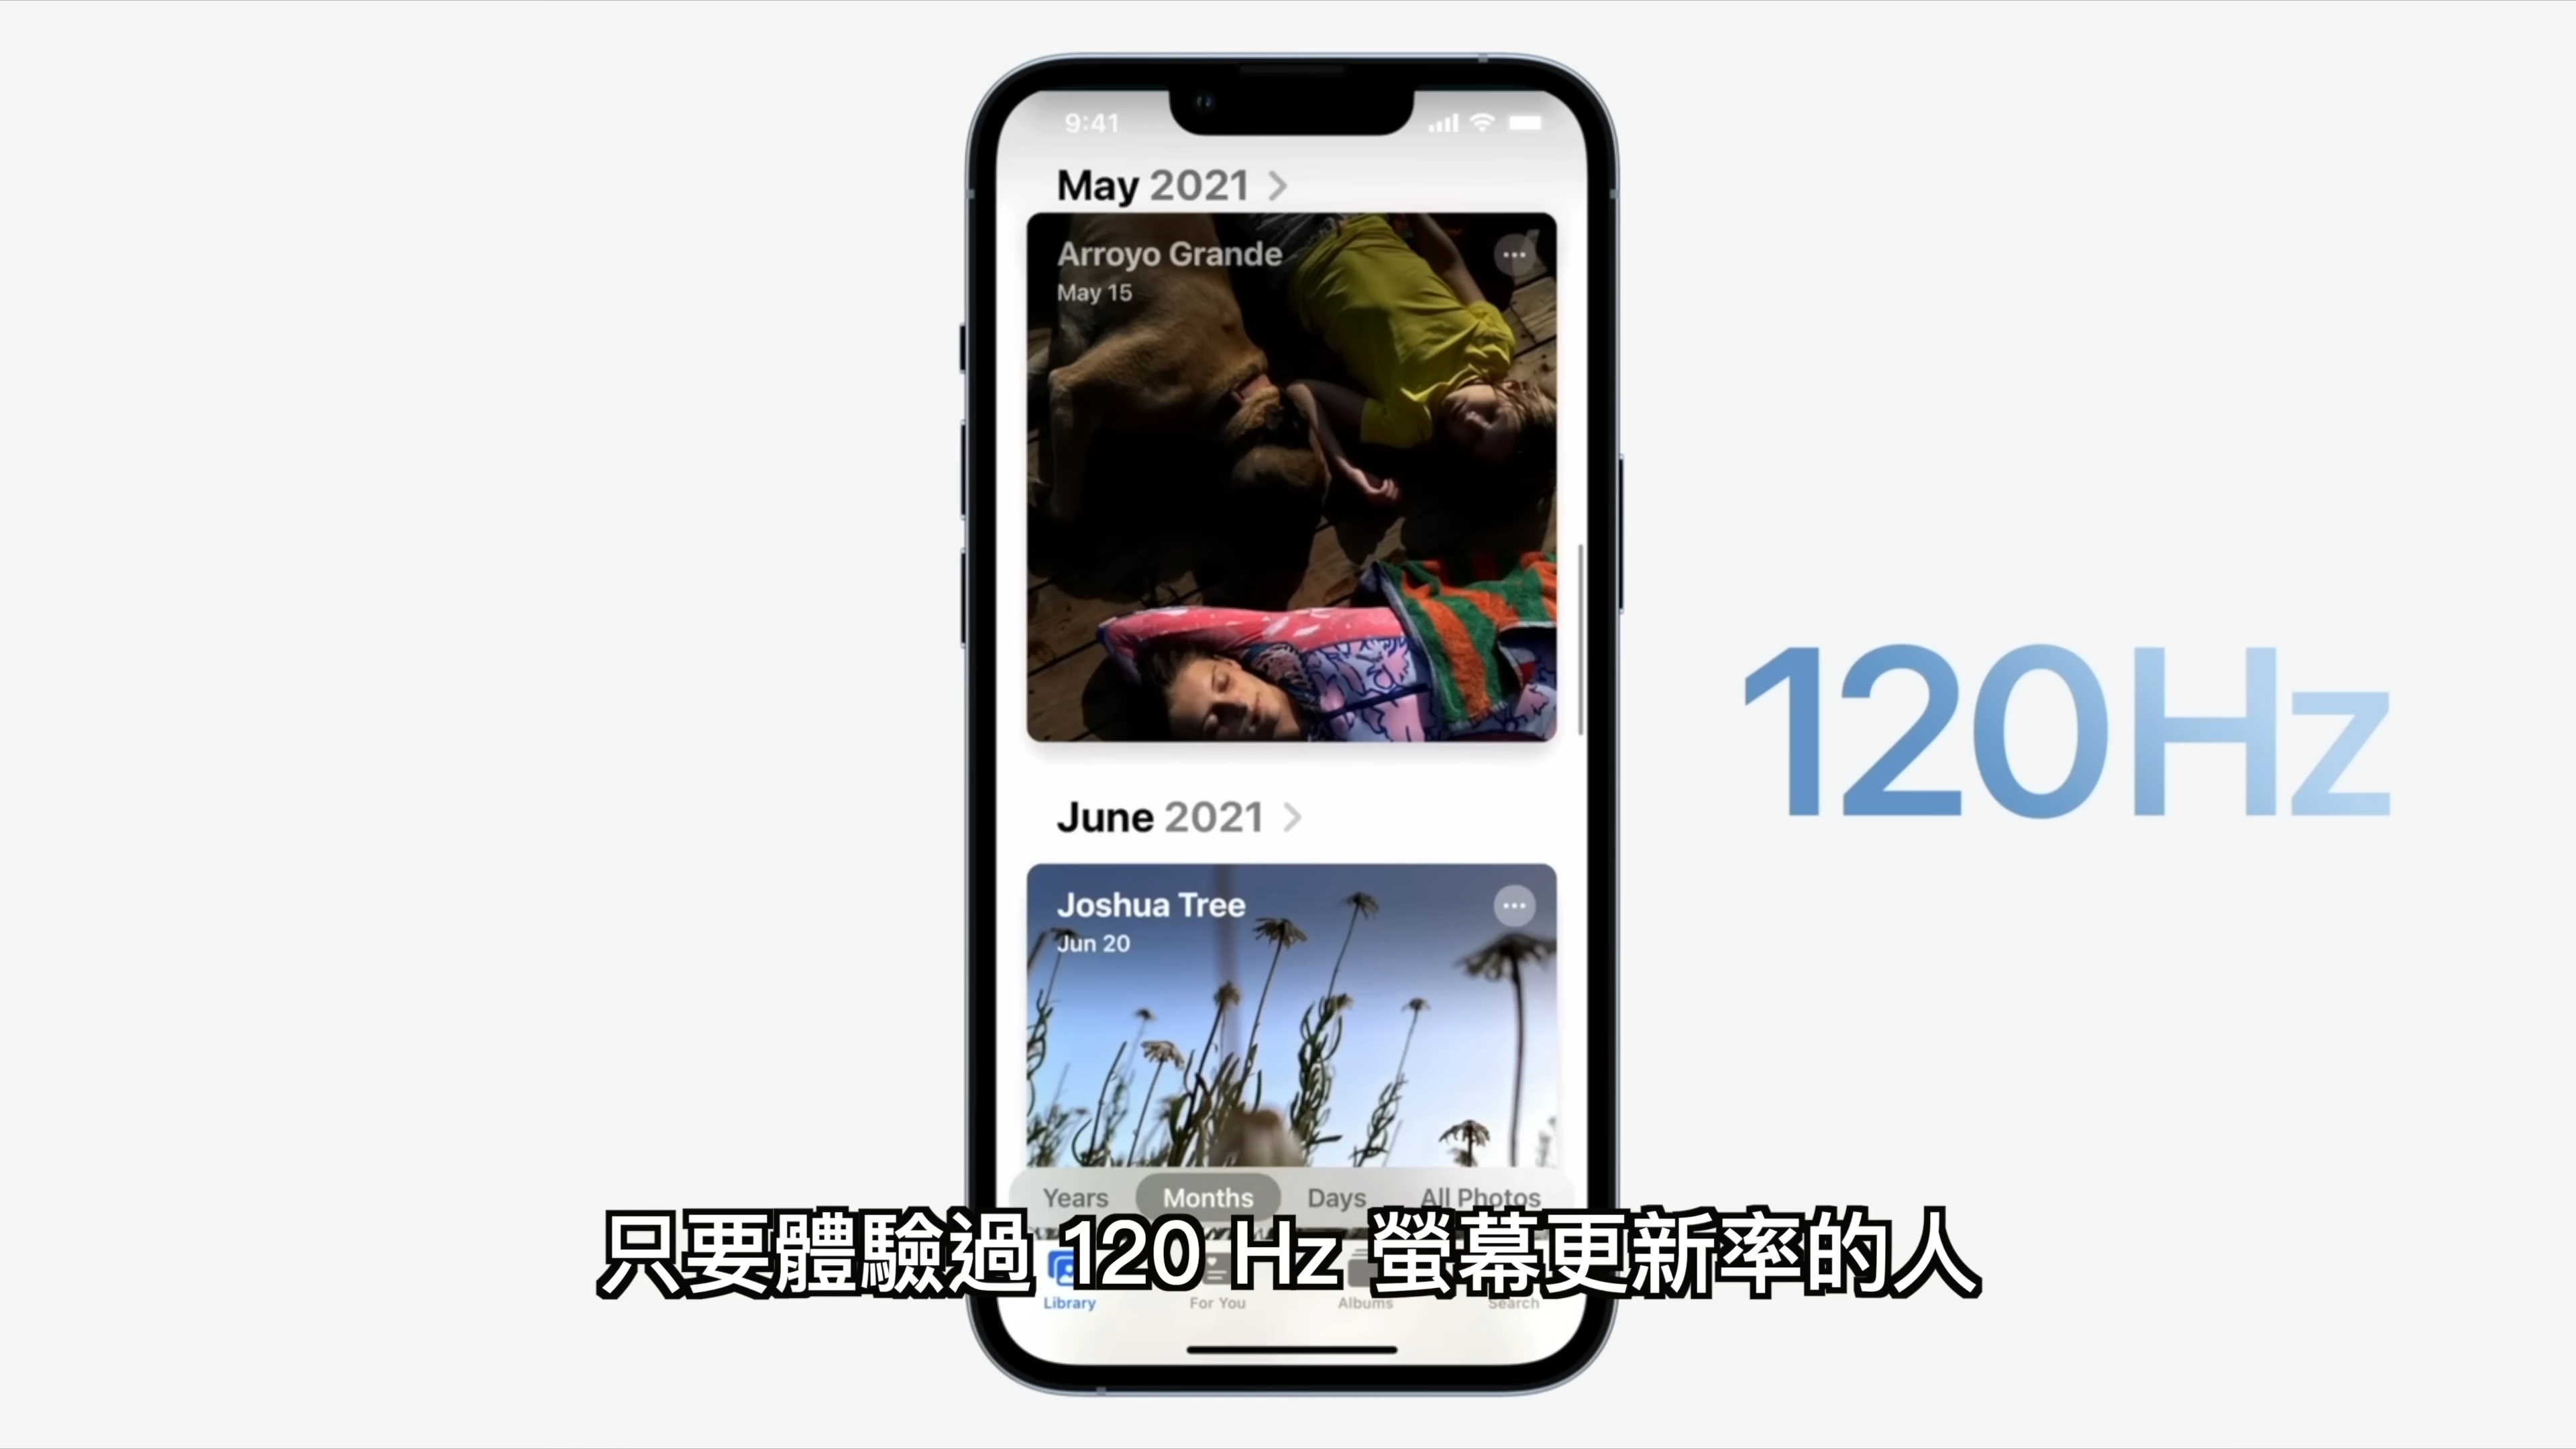 9:41
May 2021
Arroyo Grande
May 15
June 2021
Joshua Tree
Jun 20
120Hz
Years Months Days All Photos
只要體驗過 120 Hz 螢幕更新率的人
Library For You Albums Search